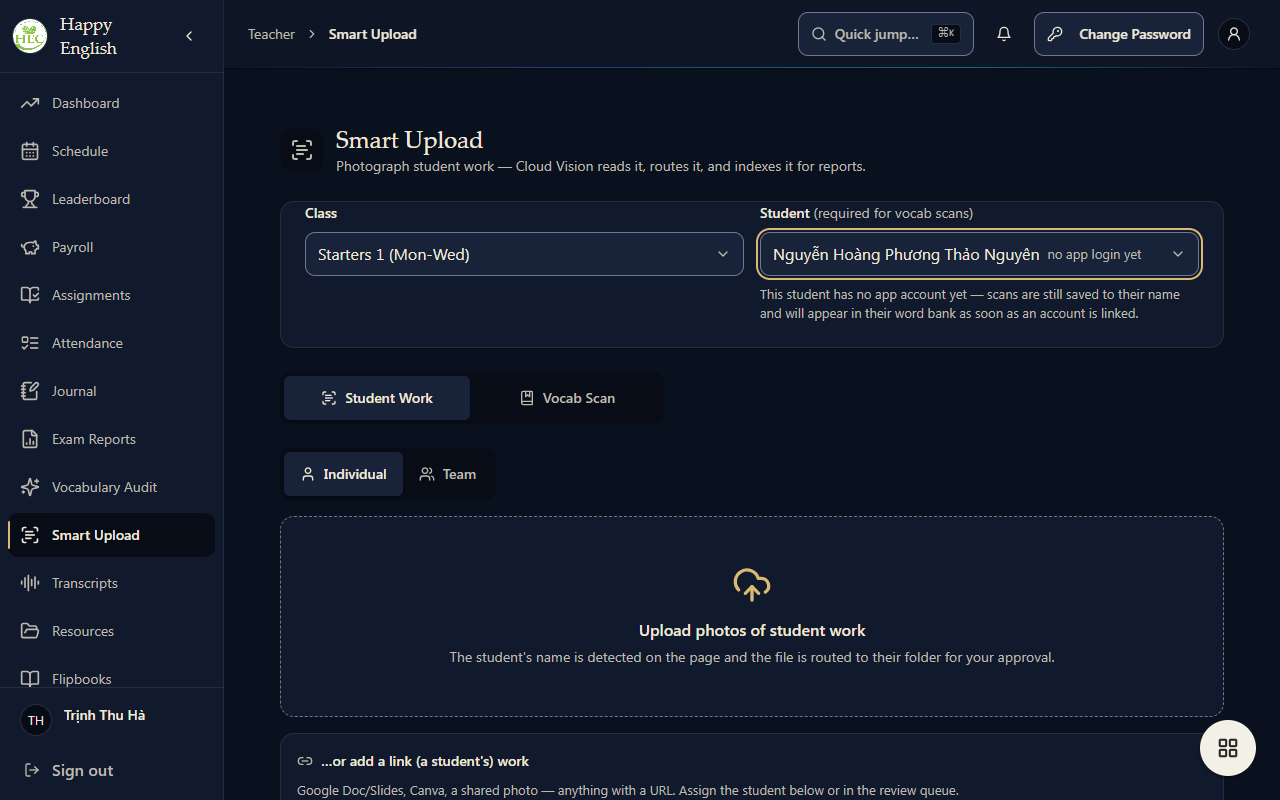 Happy
English
Teacher > Smart Upload
Quick jump... ⌘K
Change Password
Dashboard
Schedule
Leaderboard
Payroll
Assignments
Attendance
Journal
Exam Reports
Vocabulary Audit
Smart Upload
Transcripts
Resources
Flipbooks
TH Trịnh Thu Hà
Sign out
Smart Upload
Photograph student work — Cloud Vision reads it, routes it, and indexes it for reports.
Class
Starters 1 (Mon-Wed)
Student (required for vocab scans)
Nguyễn Hoàng Phương Thảo Nguyên no app login yet
This student has no app account yet — scans are still saved to their name
and will appear in their word bank as soon as an account is linked.
Student Work
Vocab Scan
Individual
Team
Upload photos of student work
The student's name is detected on the page and the file is routed to their folder for your approval.
...or add a link (a student's) work
Google Doc/Slides, Canva, a shared photo — anything with a URL. Assign the student below or in the review queue.
HEC